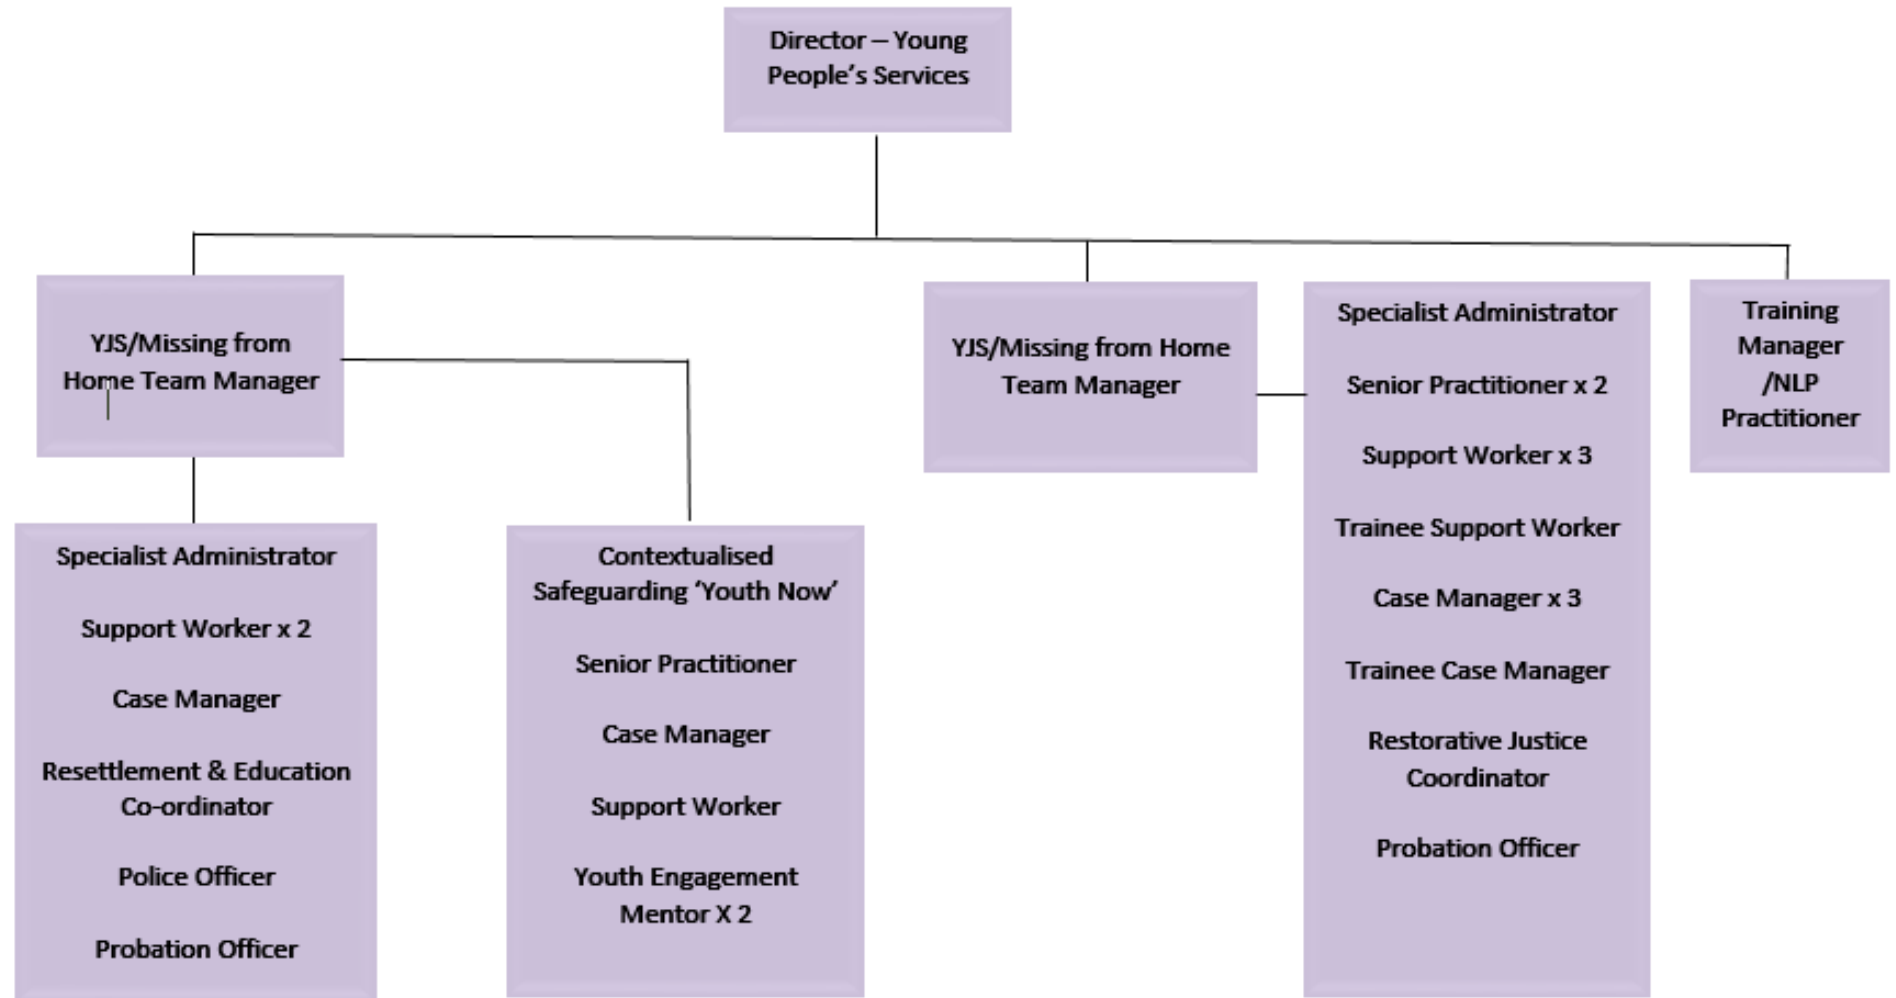 Director – Young
People’s Services
YJS/Missing from
Home Team Manager
YJS/Missing from Home
Team Manager
Specialist Administrator
Senior Practitioner x 2
Support Worker x 3
Trainee Support Worker
Case Manager x 3
Trainee Case Manager
Restorative Justice
Coordinator
Probation Officer
Training
Manager
/NLP
Practitioner
Specialist Administrator
Support Worker x 2
Case Manager
Resettlement & Education
Co-ordinator
Police Officer
Probation Officer
Contextualised
Safeguarding ‘Youth Now’
Senior Practitioner
Case Manager
Support Worker
Youth Engagement
Mentor X 2